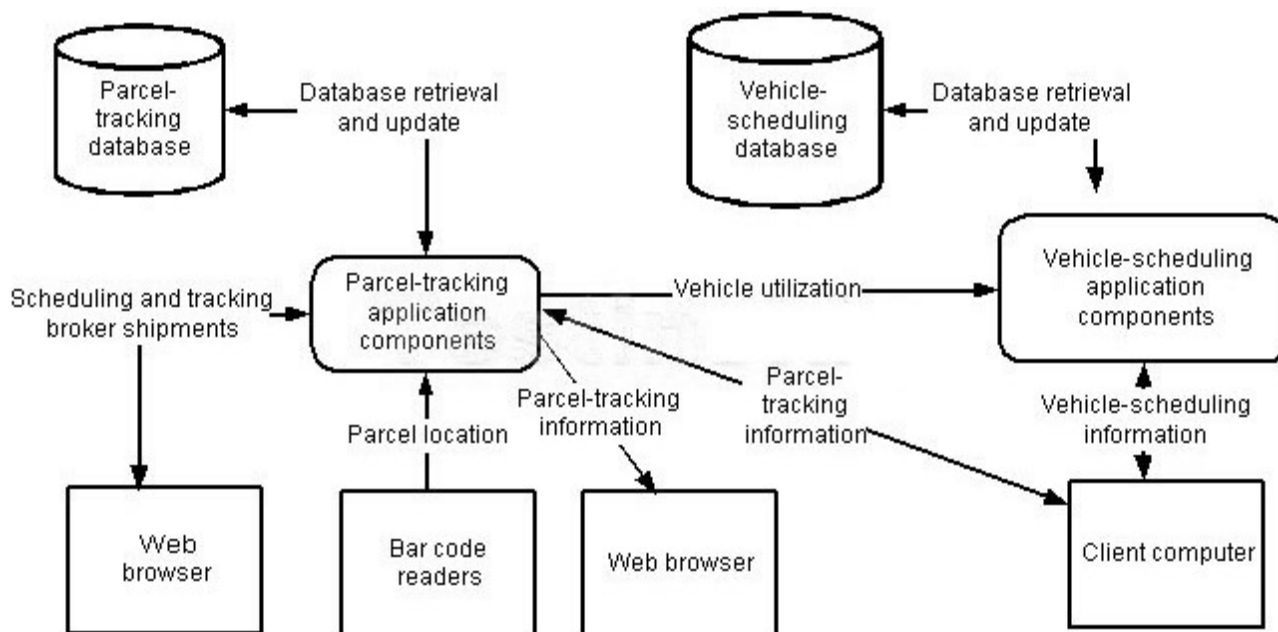 Parcel-
tracking
database
Database retrieval
and update
Vehicle-
scheduling
database
Database retrieval
and update
Scheduling and tracking
broker shipments
Parcel-tracking
application
components
Vehicle utilization
Vehicle-scheduling
application
components
Parcel location
Parcel-tracking
information
Parcel-
tracking
information
Vehicle-scheduling
information
Web
browser
Bar code
readers
Web browser
Client computer